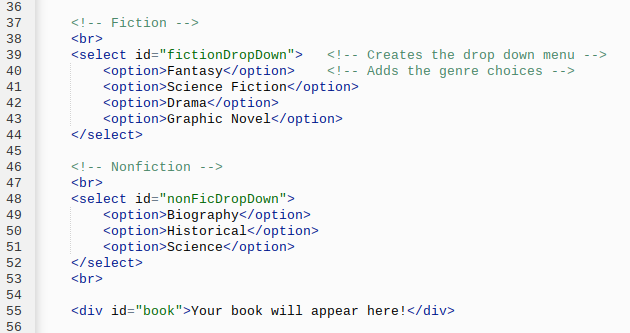 36
37 <!-- Fiction -->
38 <br>
39 <select id="fictionDropDown">   <!-- Creates the drop down menu -->
40     <option>Fantasy</option>    <!-- Adds the genre choices -->
41     <option>Science Fiction</option>
42     <option>Drama</option>
43     <option>Graphic Novel</option>
44 </select>
45
46 <!-- Nonfiction -->
47 <br>
48 <select id="nonFicDropDown">
49     <option>Biography</option>
50     <option>Historical</option>
51     <option>Science</option>
52 </select>
53 <br>
54
55 <div id="book">Your book will appear here!</div>
56